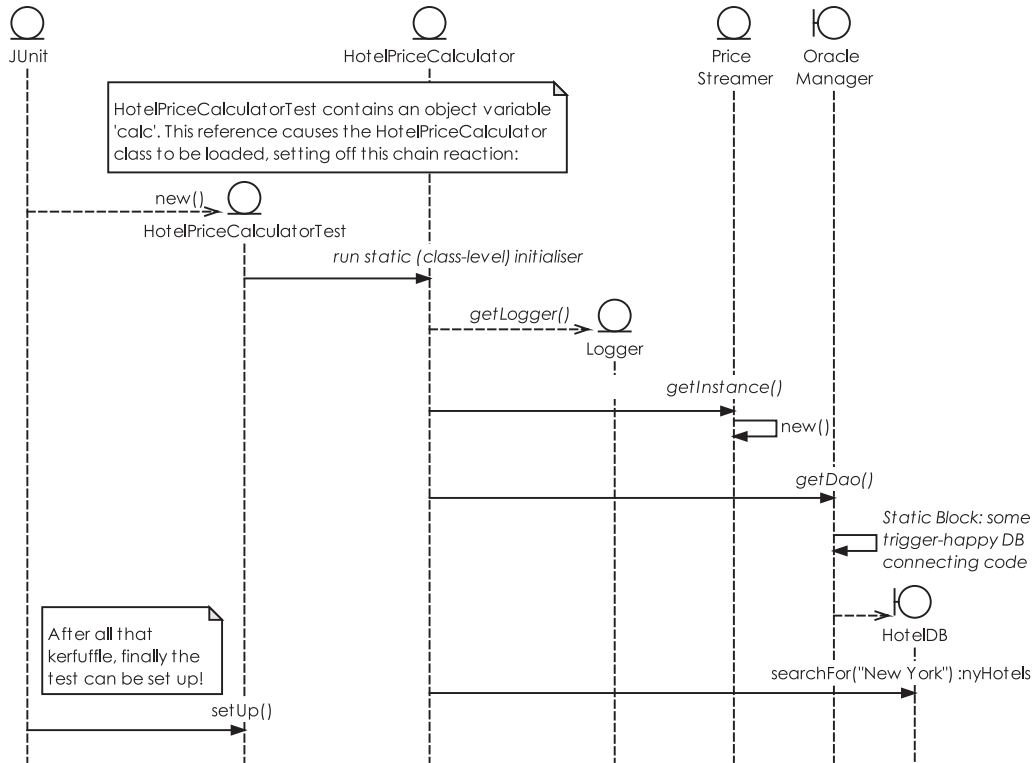 JUnit
HotelPriceCalculator
Price
Streamer
Oracle
Manager
HotelPriceCalculatorTest contains an object variable
'calc'. This reference causes the HotelPriceCalculator
class to be loaded, setting off this chain reaction:
new()
HotelPriceCalculatorTest
run static (class-level) initialiser
getLogger()
Logger
getInstance()
new()
getDao()
Static Block: some
trigger-happy DB
connecting code
HotelDB
After all that
kerfuffle, finally the
test can be set up!
searchFor("New York") :nyHotels
setUp()